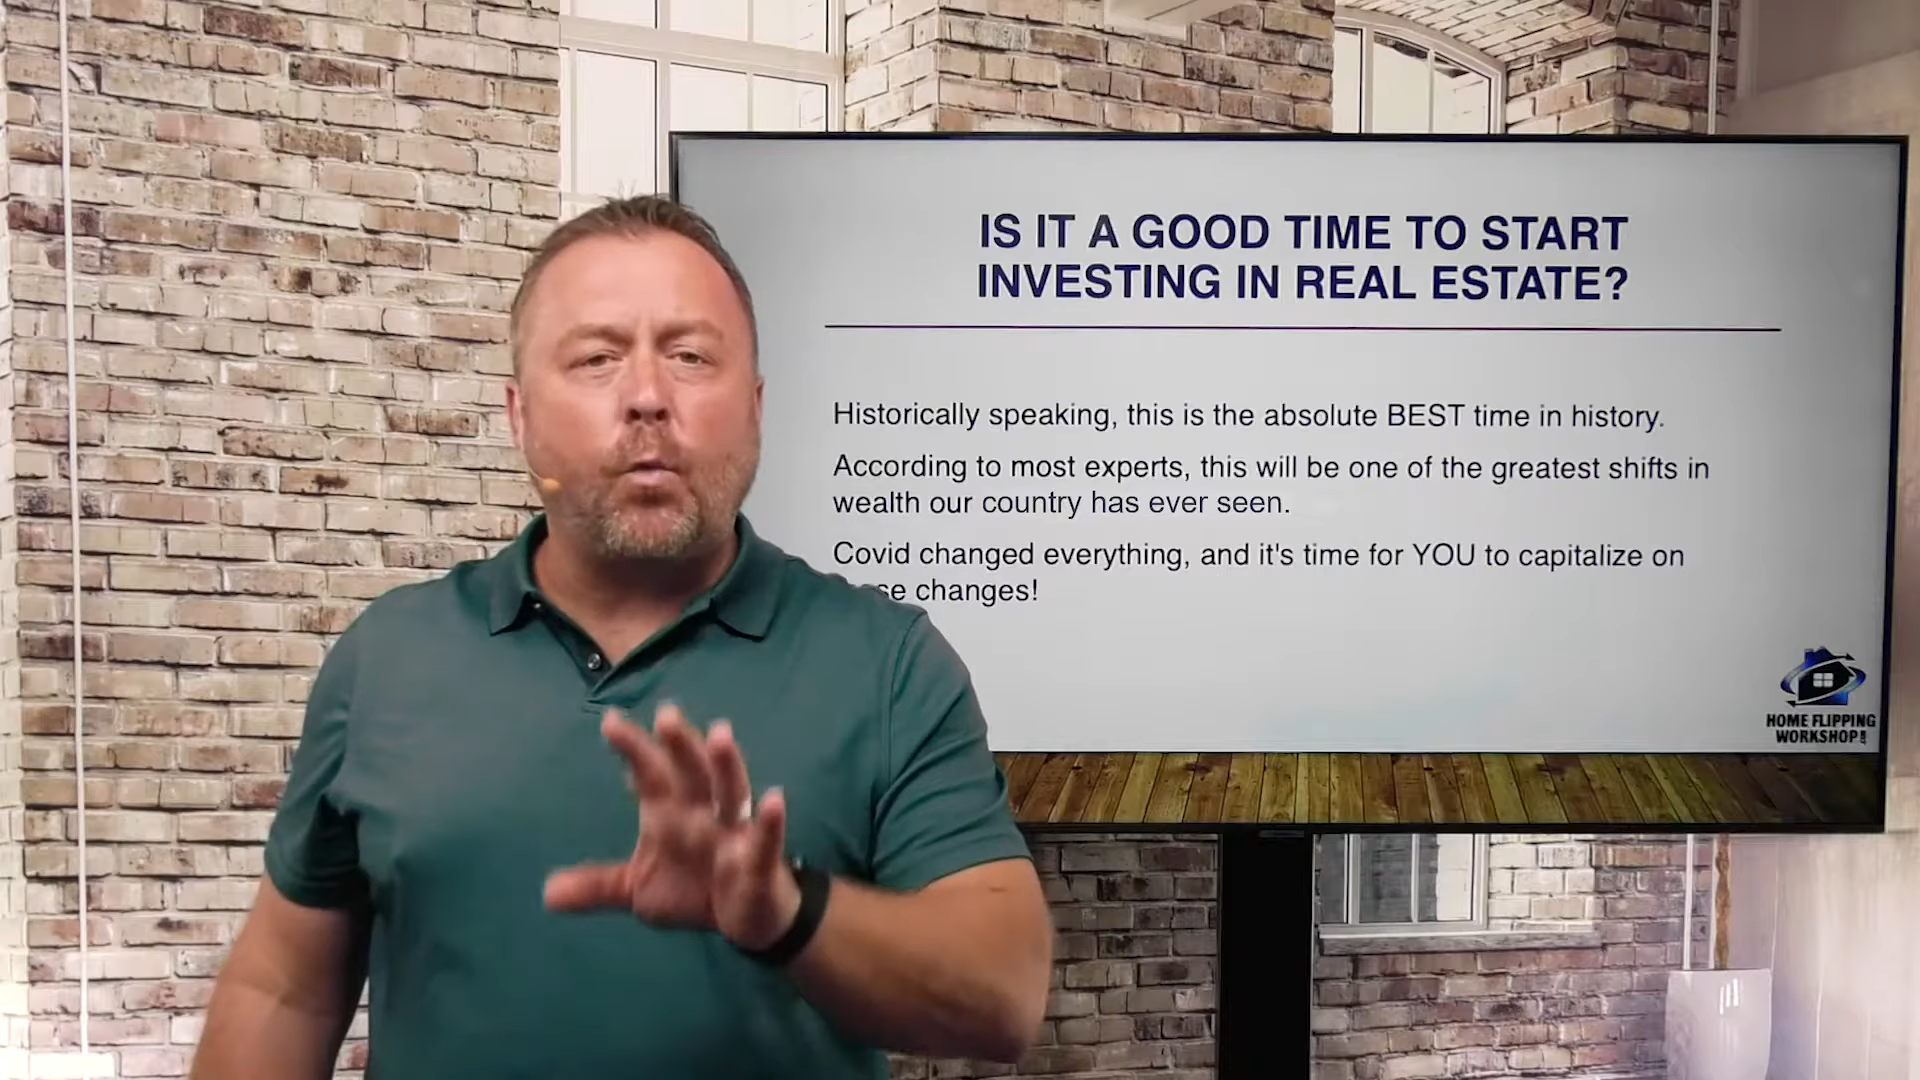 IS IT A GOOD TIME TO START
INVESTING IN REAL ESTATE?
Historically speaking, this is the absolute BEST time in history.
According to most experts, this will be one of the greatest shifts in
wealth our country has ever seen.
Covid changed everything, and it's time for YOU to capitalize on
changes!
HOME FLIPPING
WORKSHOP!